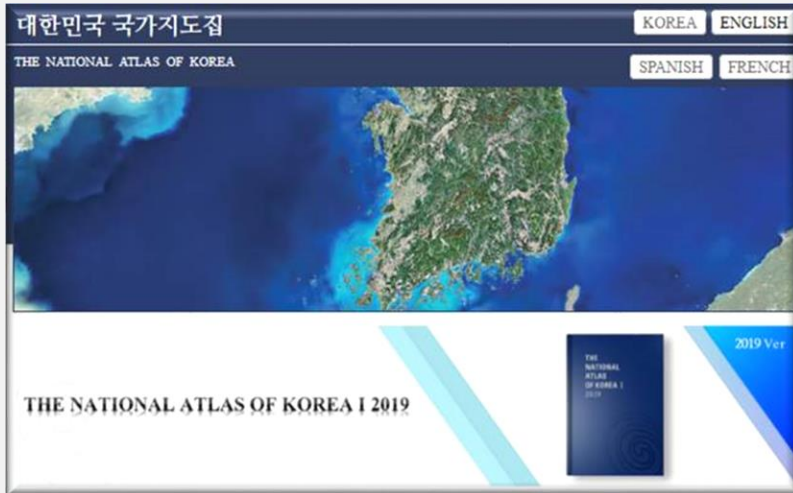 대한민국 국가지도집
KOREA ENGLISH
THE NATIONAL ATLAS OF KOREA
SPANISH FRENCH
2019 Ver
THE
NATIONAL
ATLAS
OF KOREA I
2019
THE NATIONAL ATLAS OF KOREA I 2019